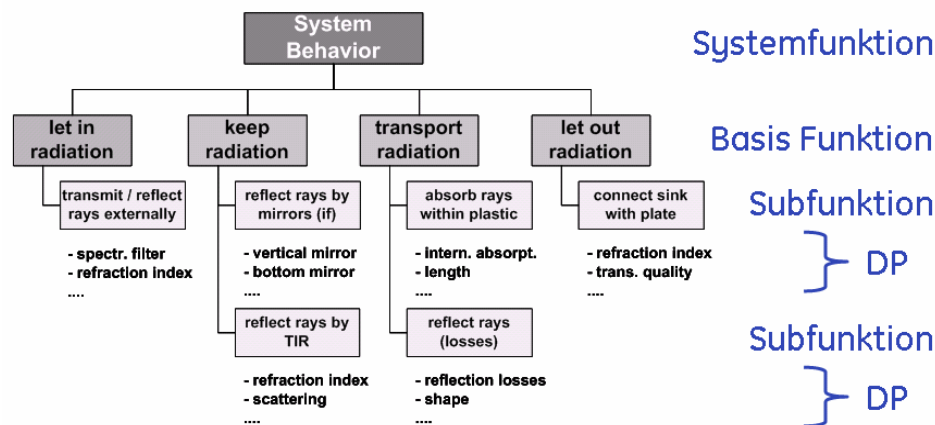 System
Behavior
Systemfunktion
let in
radiation
keep
radiation
transport
radiation
let out
radiation
Basis Funktion
transmit / reflect
rays externally
reflect rays by
mirrors (if)
absorb rays
within plastic
connect sink
with plate
Subfunktion
- spectr. filter
- refraction index
....
- vertical mirror
- bottom mirror
....
- intern. absorpt.
- length
....
- refraction index
- trans. quality
....
DP
reflect rays by
TIR
reflect rays
(losses)
Subfunktion
- refraction index
- scattering
....
- reflection losses
- shape
....
DP